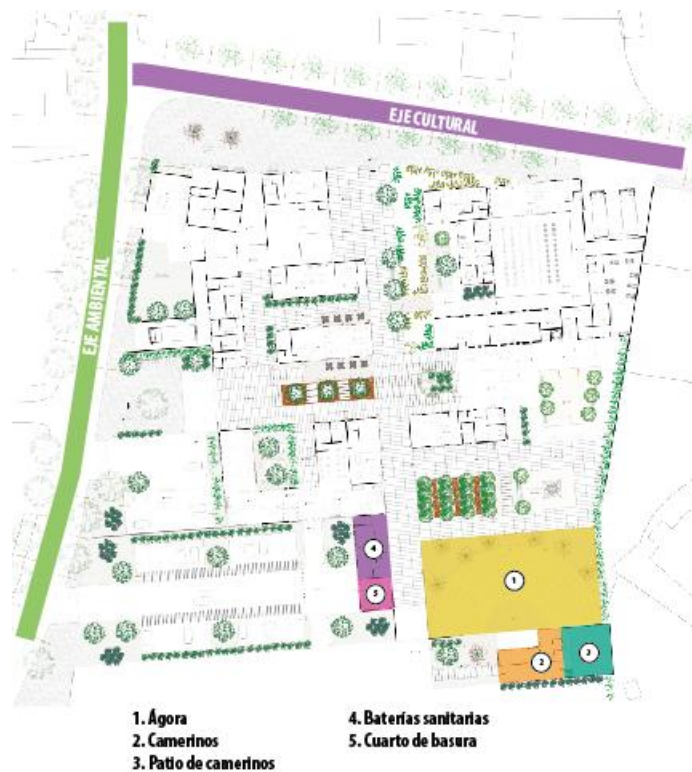 EJE CULTURAL
EJE AMBIENTAL
4
5
1
2
3
1. Ágora
2. Camerinos
3. Patio de camerinos
4. Baterías sanitarias
5. Cuarto de basura